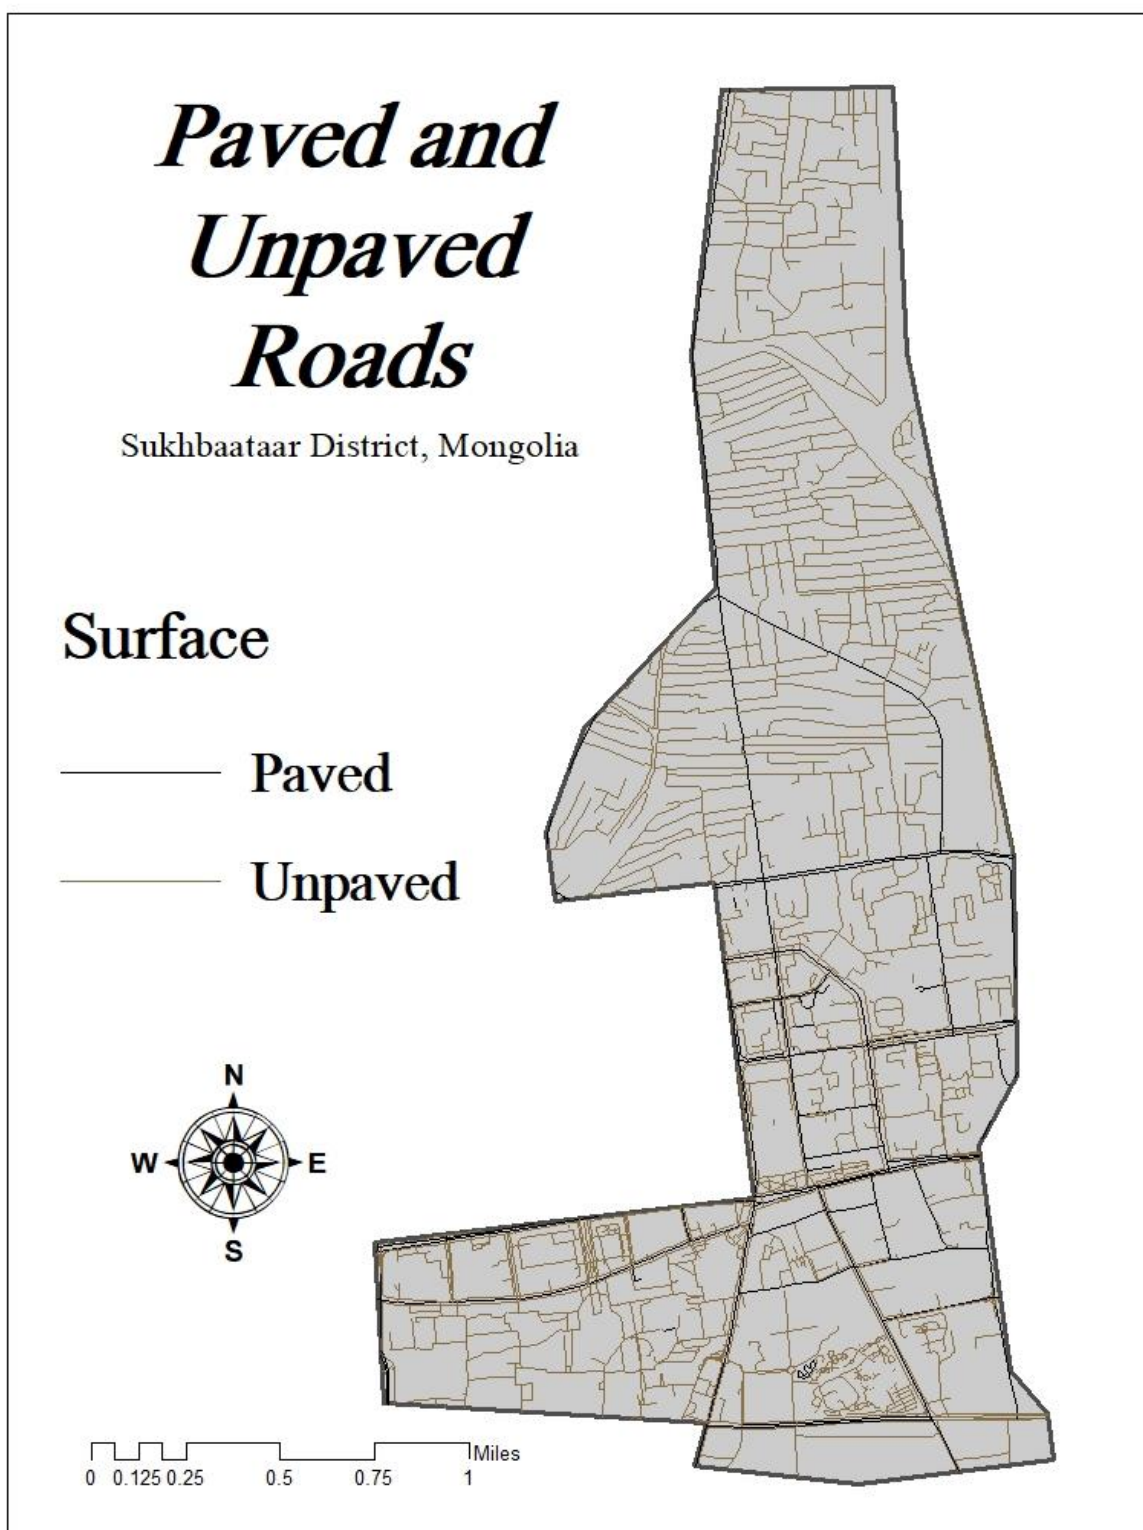 Paved and
Unpaved
Roads
Sukhbaataar District, Mongolia
Surface
Paved
Unpaved
N
W E
S
Miles
0 0.125 0.25 0.5 0.75 1